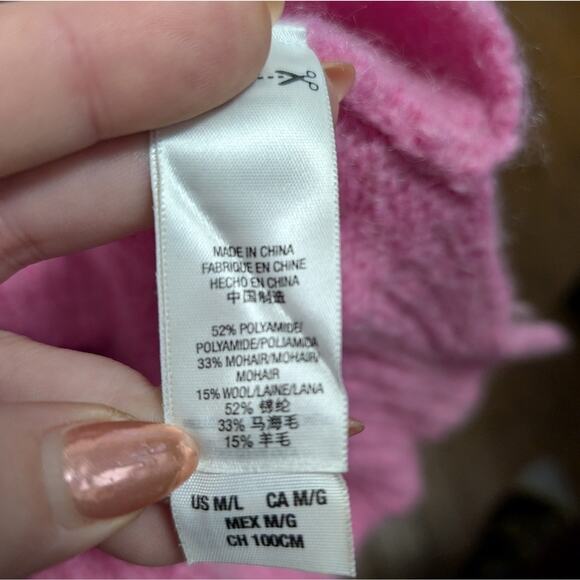 MADE IN CHINA
FABRIQUE EN CHINE
HECHO EN CHINA
中国制造
52% POLYAMIDE/
POLYAMIDE/POLIAMIDA
33% MOHAIR/MOHAIR/
MOHAIR
15% WOOL/LAINE/LANA
52% 锦纶
33% 马海毛
15% 羊毛
US M/L CA M/G
MEX M/G
CH 100CM